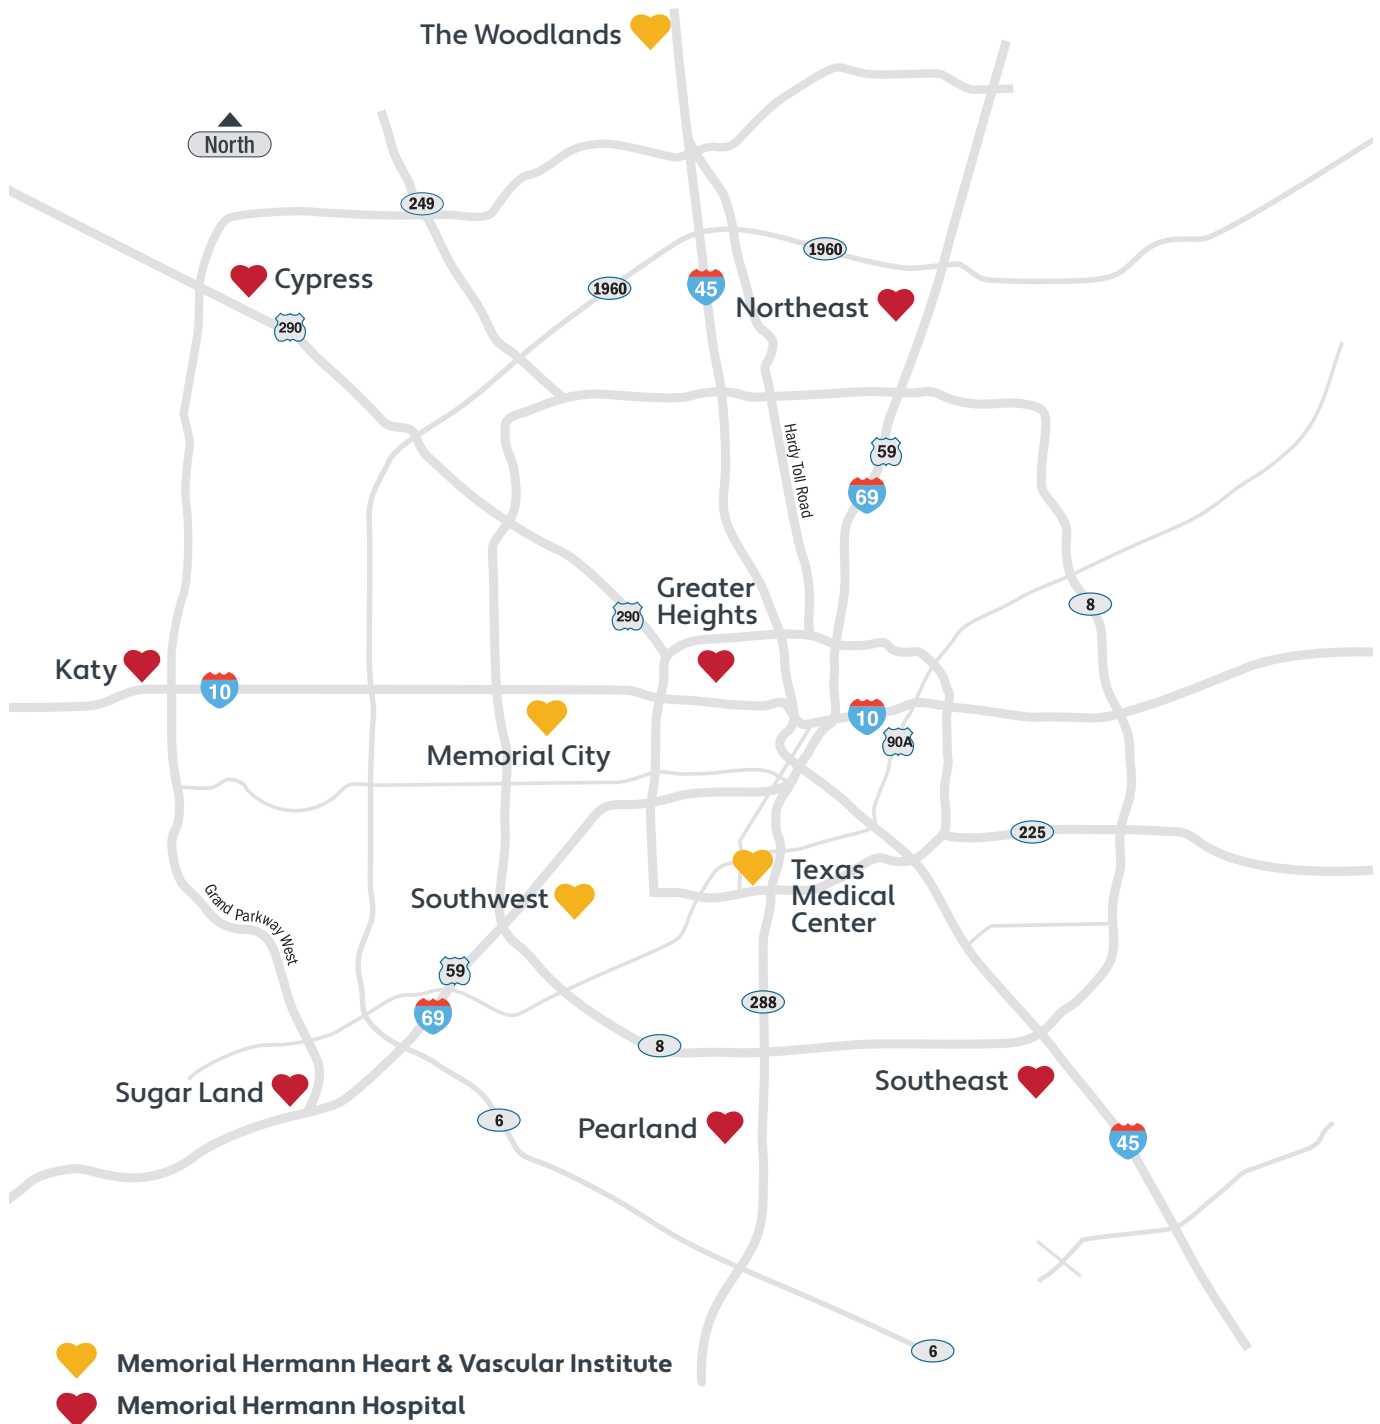 The Woodlands
North
249
1960
1960
Cypress
45
Northeast
290
Hardy Toll Road
59
69
Greater
Heights
290
8
Katy
10
10
90A
Memorial City
225
Texas
Medical
Center
Southwest
Grand Parkway West
59
288
69
8
Southeast
Sugar Land
6
Pearland
45
6
Memorial Hermann Heart & Vascular Institute
Memorial Hermann Hospital